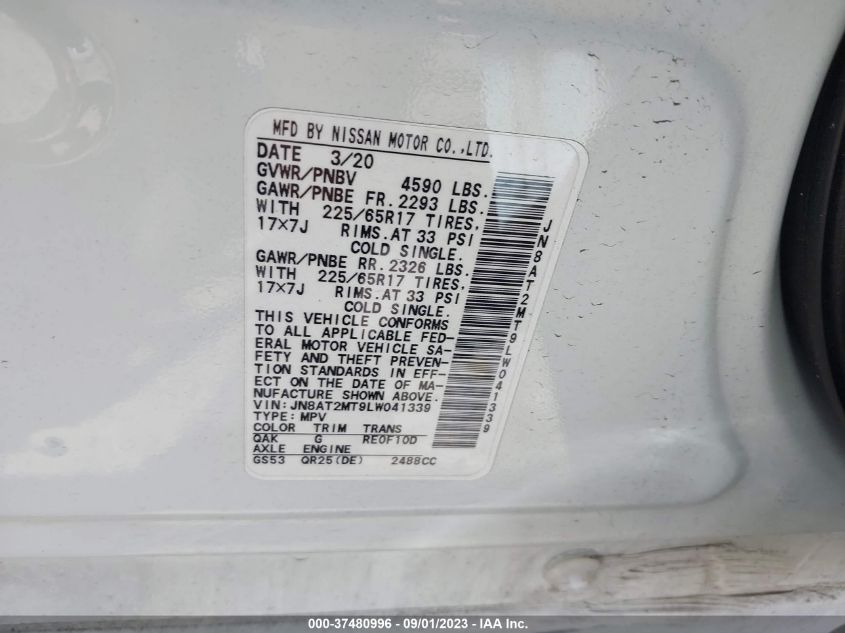 MFD BY NISSAN MOTOR CO.,LTD.
DATE 3/20
GVWR/PNBV 4590 LBS.
GAWR/PNBE FR. 2293 LBS.
WITH 225/65R17 TIRES.
17×7J RIMS.AT 33 PSI
COLD SINGLE.
GAWR/PNBE RR. 2326 LBS.
WITH 225/65R17 TIRES.
17×7J RIMS.AT 33 PSI
COLD SINGLE.
THIS VEHICLE CONFORMS
TO ALL APPLICABLE FED-
ERAL MOTOR VEHICLE SA-
FETY AND THEFT PREVEN-
TION STANDARDS IN EFF-
ECT ON THE DATE OF MA-
NUFACTURE SHOWN ABOVE.
VIN:JN8AT2MT9LW041339
TYPE:MPV
COLOR TRIM TRANS
QAK G RE0F10D
AXLE ENGINE
GS53 QR25(DE) 2488CC
JN8AT2MT9LW041339
000-37480996 - 09/01/2023 - IAA Inc.